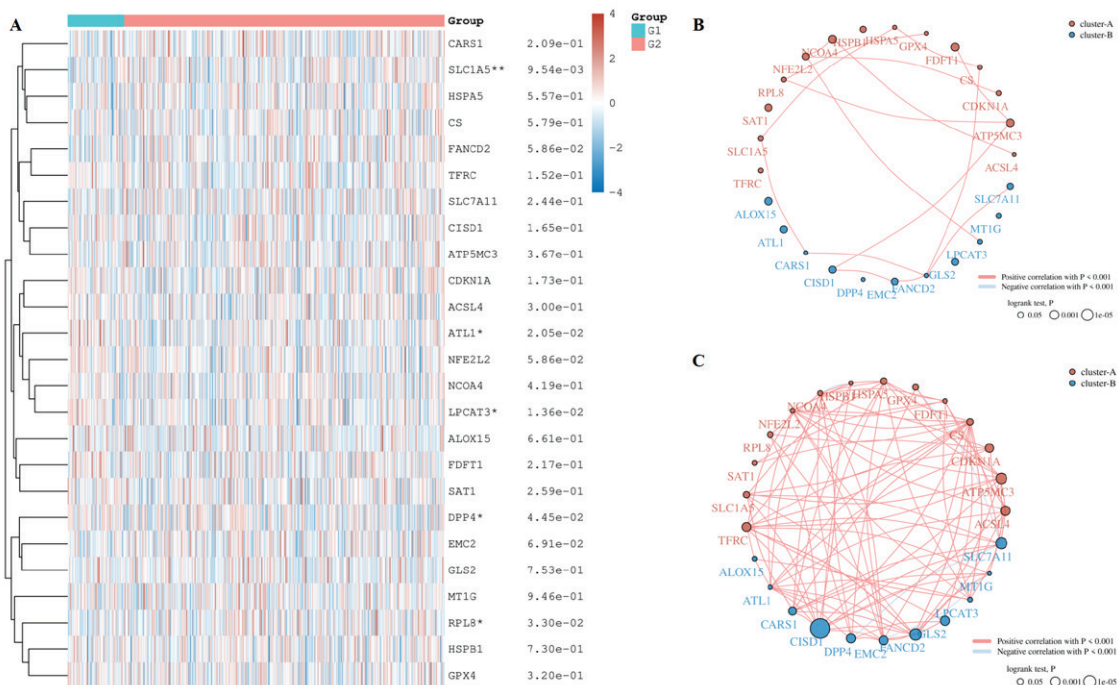 A
Group
CARS1 2.09e-01
SLC1A5** 9.54e-03
HSPA5 5.57e-01
CS 5.79e-01
FANCD2 5.86e-02
TFRC 1.52e-01
SLC7A11 2.44e-01
CISD1 1.65e-01
ATP5MC3 3.67e-01
CDKN1A 1.73e-01
ACSL4 3.00e-01
ATL1* 2.05e-02
NFE2L2 5.86e-02
NCOA4 4.19e-01
LPCAT3* 1.36e-02
ALOX15 6.61e-01
FDFT1 2.17e-01
SAT1 2.59e-01
DPP4* 4.45e-02
EMC2 6.91e-02
GLS2 7.53e-01
MT1G 9.46e-01
RPL8* 3.30e-02
HSPB1 7.30e-01
GPX4 3.20e-01
4
2
0
-2
-4
Group
G1
G2
B
cluster-A
cluster-B
HSPB1
HSPA5
GPX4
FDFT1
CS
CDKN1A
ATP5MC3
ACSL4
SLC7A11
MT1G
LPCAT3
GLS2
FANCD2
EMC2
DPP4
CISD1
CARS1
ATL1
ALOX15
TFRC
SLC1A5
SAT1
RPL8
NFE2L2
NCOA4
Positive correlation with P < 0.001
Negative correlation with P < 0.001
logrank test, P
0.05 0.001 1e-05
C
cluster-A
cluster-B
HSPB1
HSPA5
GPX4
FDFT1
CS
CDKN1A
ATP5MC3
ACSL4
SLC7A11
MT1G
LPCAT3
GLS2
FANCD2
EMC2
DPP4
CISD1
CARS1
ATL1
ALOX15
TFRC
SLC1A5
SAT1
RPL8
NFE2L2
NCOA4
Positive correlation with P < 0.001
Negative correlation with P < 0.001
logrank test, P
0.05 0.001 1e-05